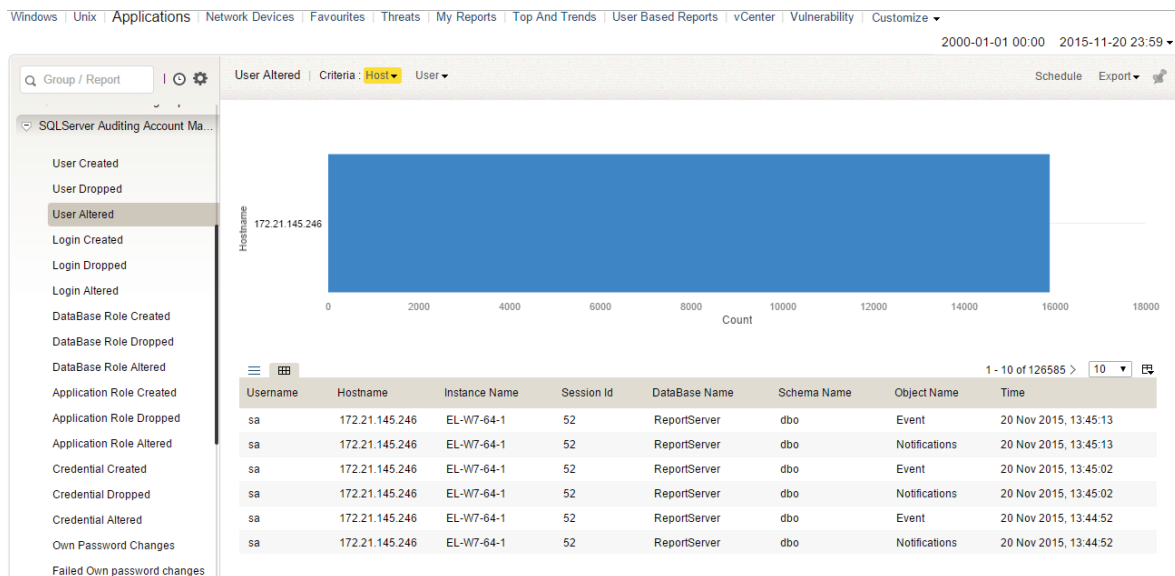 Windows | Unix | Applications | Network Devices | Favourites | Threats | My Reports | Top And Trends | User Based Reports | vCenter | Vulnerability | Customize
2000-01-01 00:00 2015-11-20 23:59
Group / Report
User Altered | Criteria : Host User
Schedule Export
SQLServer Auditing Account Ma...
User Created
User Dropped
User Altered
Login Created
Login Dropped
Login Altered
DataBase Role Created
DataBase Role Dropped
DataBase Role Altered
Application Role Created
Application Role Dropped
Application Role Altered
Credential Created
Credential Dropped
Credential Altered
Own Password Changes
Failed Own password changes
Hostname
172.21.145.246
0 2000 4000 6000 8000 10000 12000 14000 16000 18000
Count
1 - 10 of 126585 > 10
Username Hostname Instance Name Session Id DataBase Name Schema Name Object Name Time
sa 172.21.145.246 EL-W7-64-1 52 ReportServer dbo Event 20 Nov 2015, 13:45:13
sa 172.21.145.246 EL-W7-64-1 52 ReportServer dbo Notifications 20 Nov 2015, 13:45:13
sa 172.21.145.246 EL-W7-64-1 52 ReportServer dbo Event 20 Nov 2015, 13:45:02
sa 172.21.145.246 EL-W7-64-1 52 ReportServer dbo Notifications 20 Nov 2015, 13:45:02
sa 172.21.145.246 EL-W7-64-1 52 ReportServer dbo Event 20 Nov 2015, 13:44:52
sa 172.21.145.246 EL-W7-64-1 52 ReportServer dbo Notifications 20 Nov 2015, 13:44:52